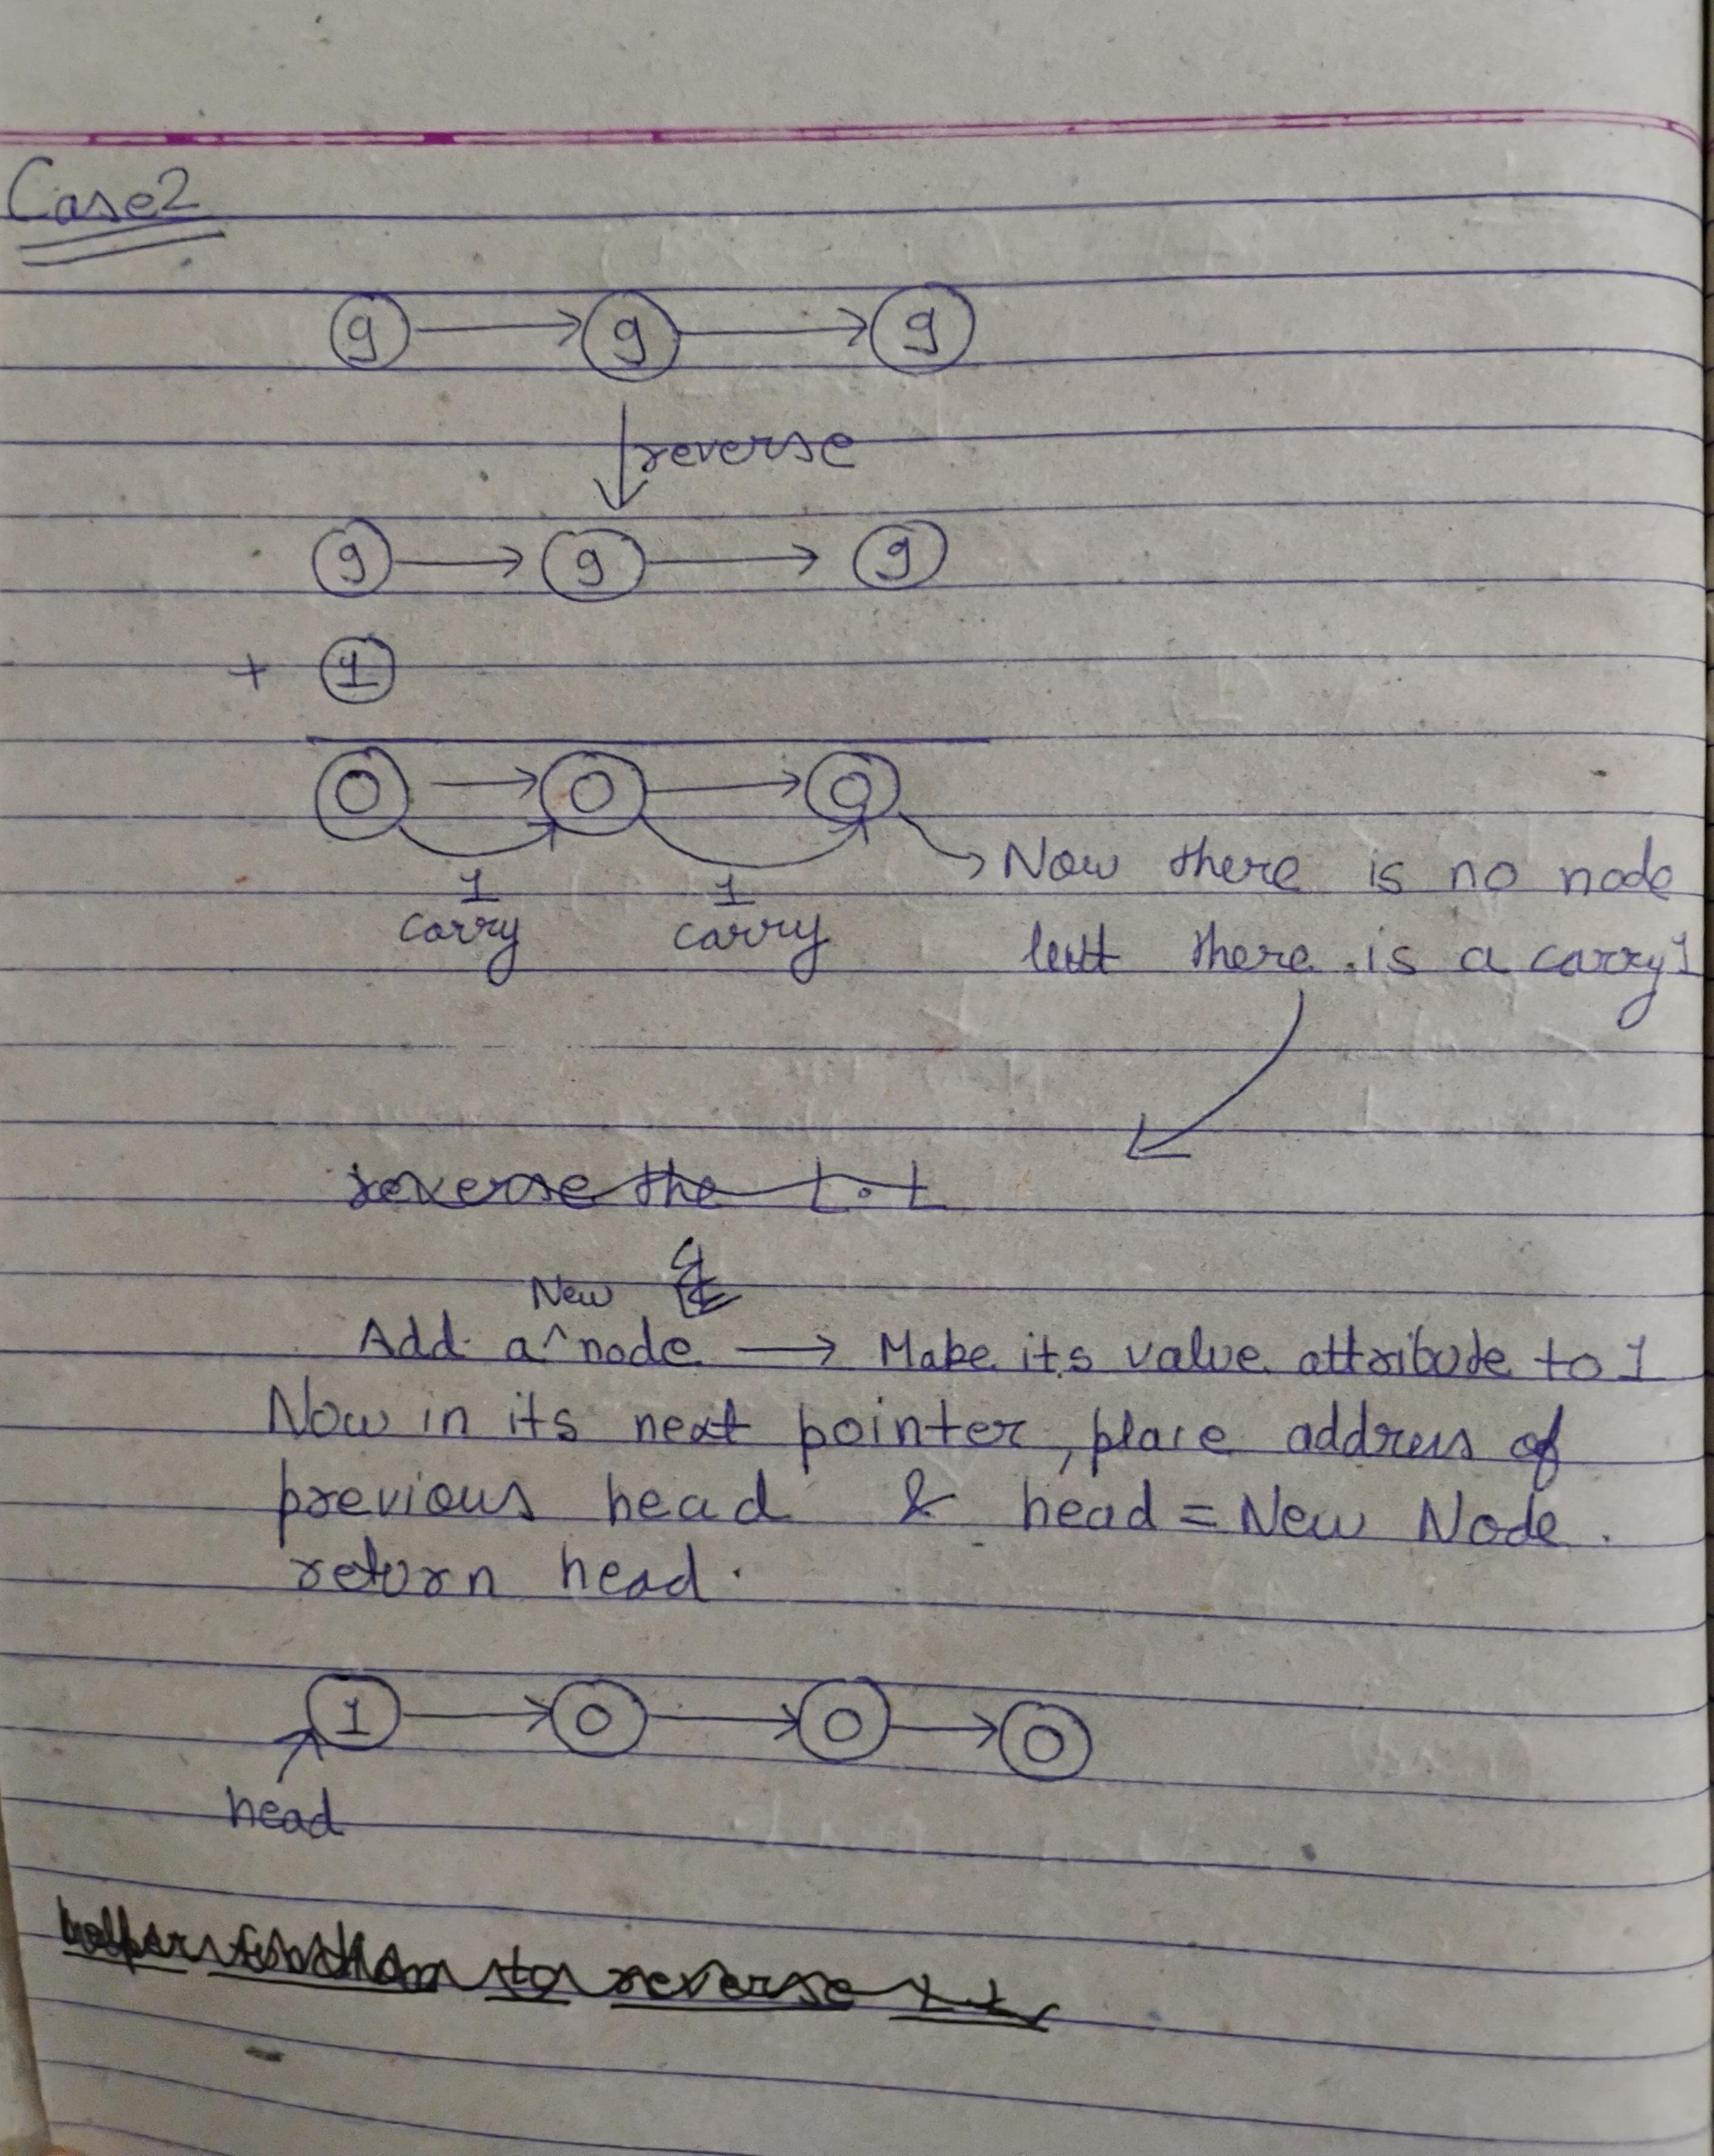 Case2
9 → 9 → 9
↓ reverse
9 → 9 → 9
+ 1
0 → 0 → 0
1 1
carry carry
→ Now there is no node
but there is a carry 1
reverse the L.L
New
Add a ^ node → Make its value attribute to 1
Now in its next pointer, place address of
previous head & head = New Node.
return head.
1 → 0 → 0 → 0
head
helper function to reverse L.L